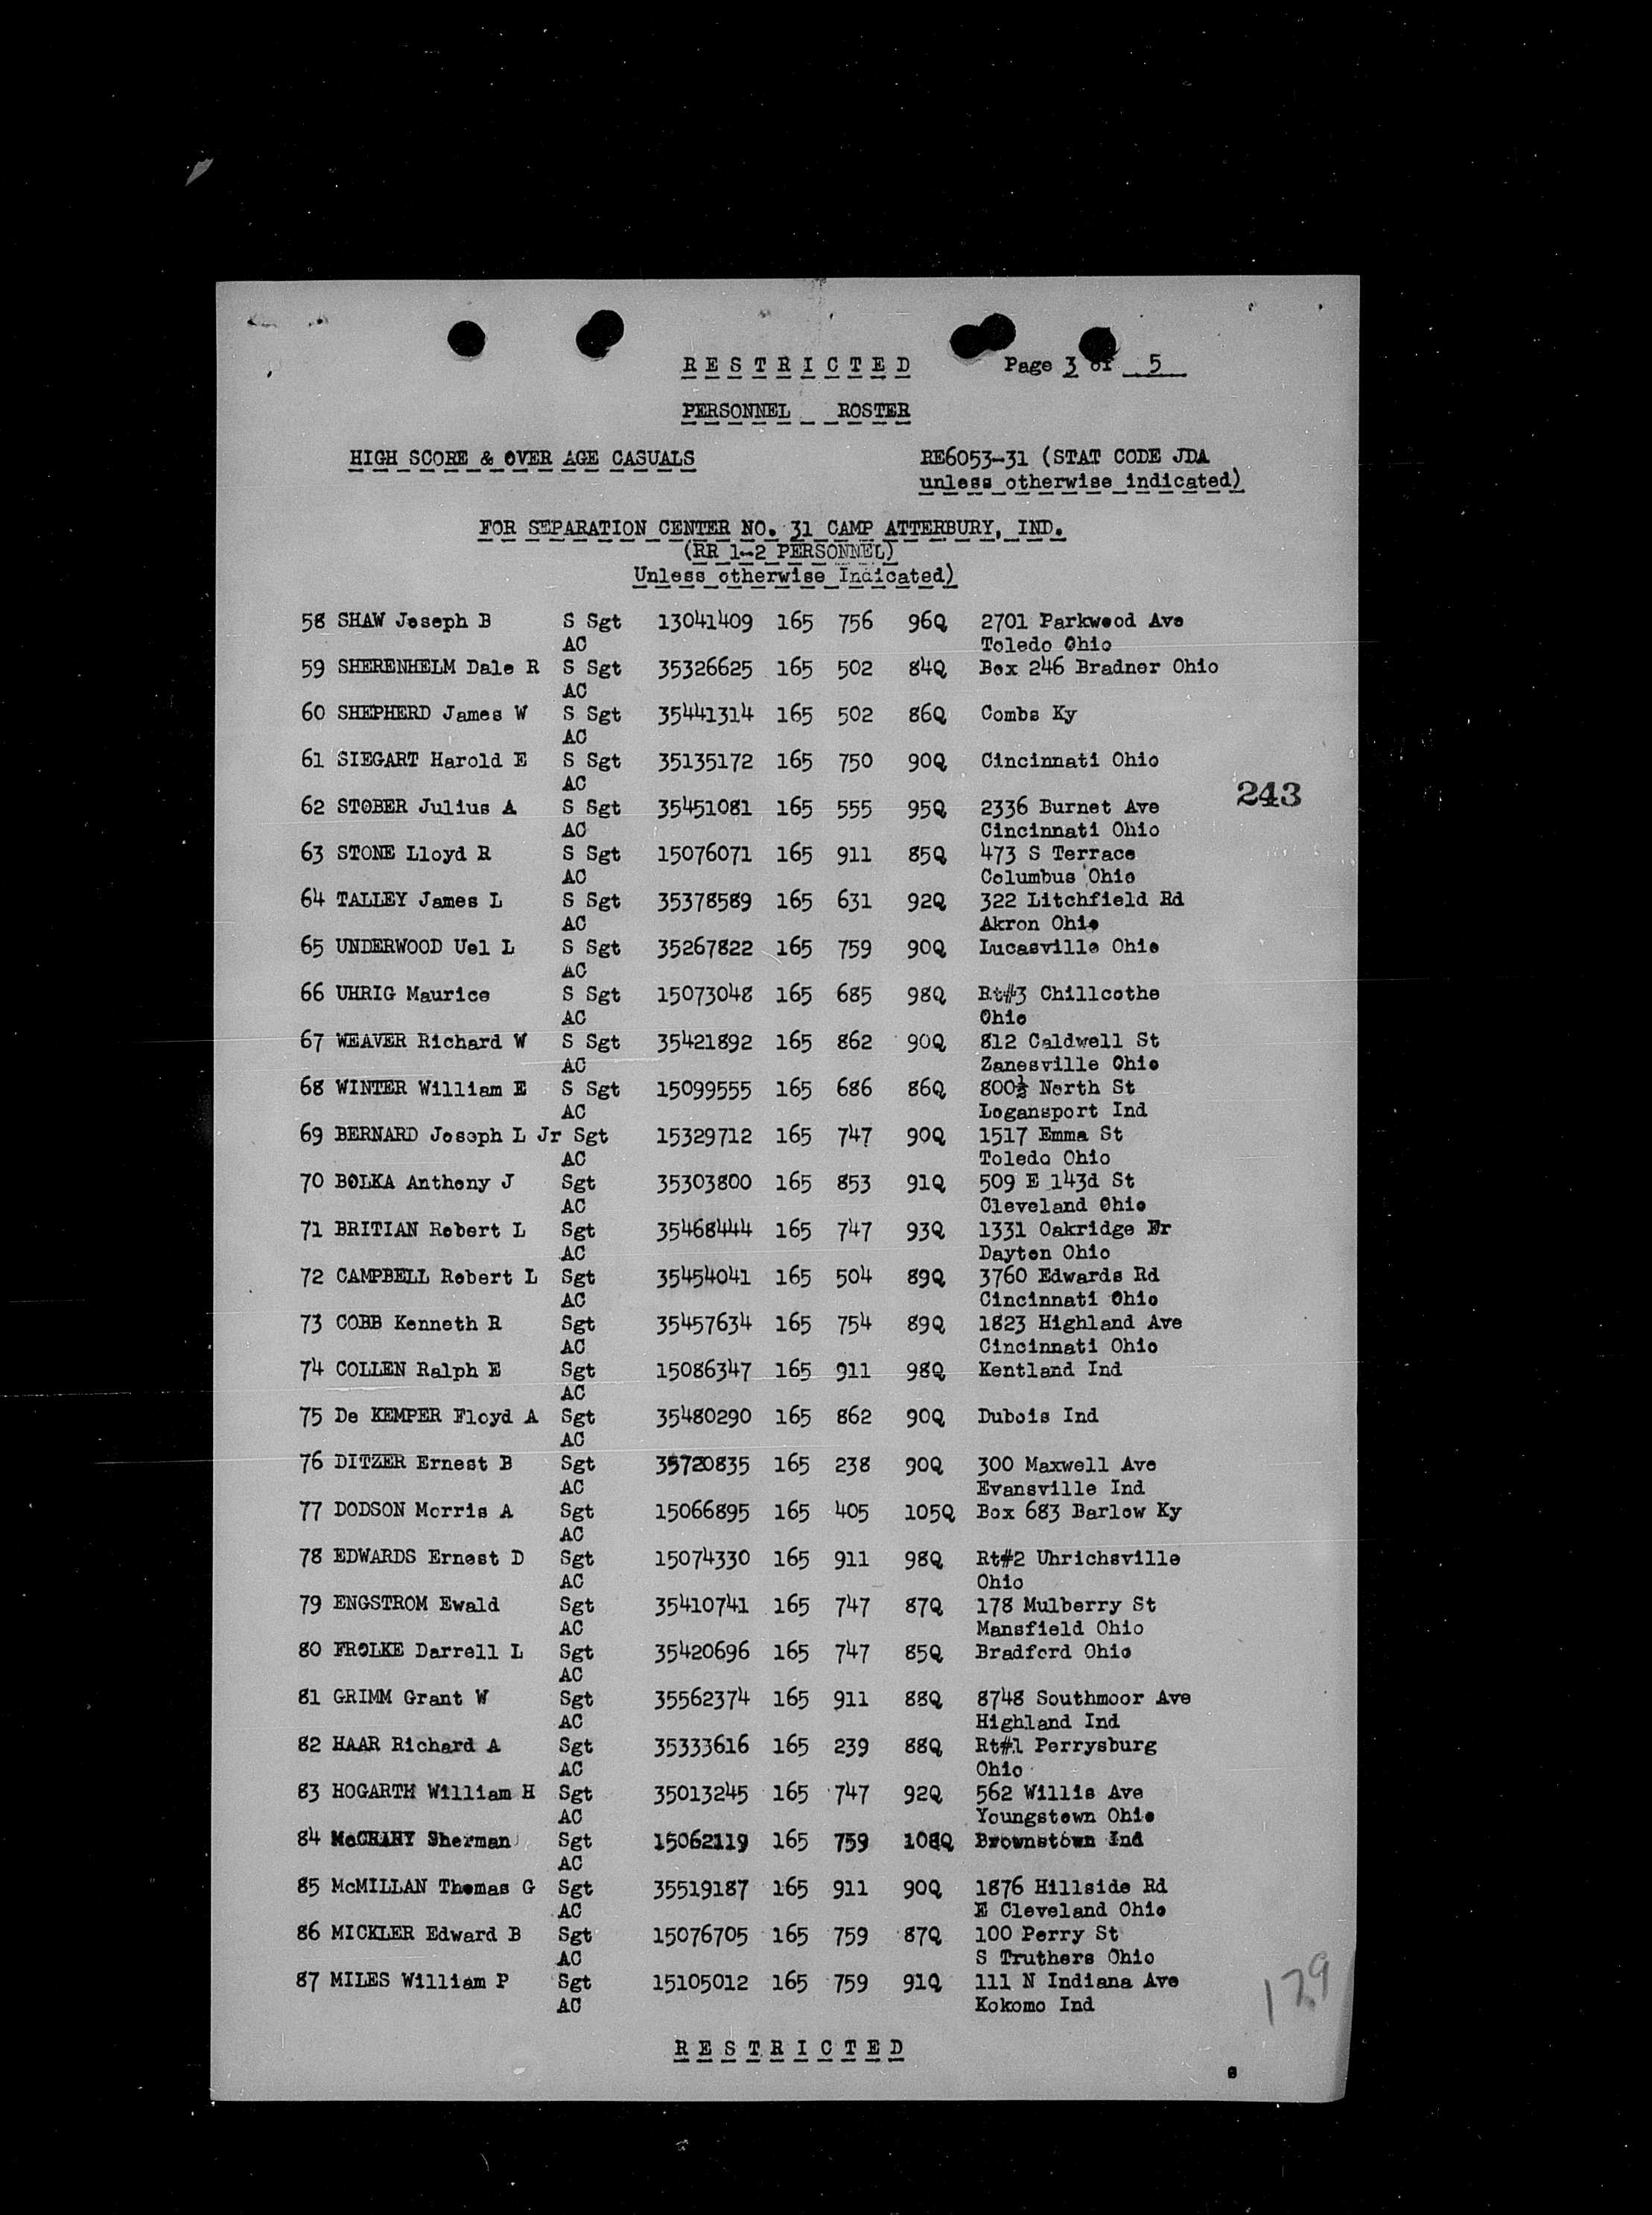 R E S T R I C T E D Page 3 of 5
PERSONNEL ROSTER
HIGH SCORE & OVER AGE CASUALS RE6053-31 (STAT CODE JDA
unless otherwise indicated)
FOR SEPARATION CENTER NO. 31 CAMP ATTERBURY, IND.
(RR 1-2 PERSONNEL)
Unless otherwise Indicated)
58 SHAW Joseph B S Sgt 13041409 165 756 96Q 2701 Parkwood Ave
AC Toledo Ohio
59 SHERENHELM Dale R S Sgt 35326625 165 502 84Q Box 246 Bradner Ohio
AC
60 SHEPHERD James W S Sgt 35441314 165 502 86Q Combs Ky
AC
61 SIEGART Harold E S Sgt 35135172 165 750 90Q Cincinnati Ohio
AC
243
62 STOBER Julius A S Sgt 35451081 165 555 95Q 2336 Burnet Ave
AC Cincinnati Ohio
63 STONE Lloyd R S Sgt 15076071 165 911 85Q 473 S Terrace
AC Columbus Ohio
64 TALLEY James L S Sgt 35378589 165 631 92Q 322 Litchfield Rd
AC Akron Ohio
65 UNDERWOOD Uel L S Sgt 35267822 165 759 90Q Lucasville Ohio
AC
66 UHRIG Maurice S Sgt 15073048 165 685 98Q Rt#3 Chillcothe
AC Ohio
67 WEAVER Richard W S Sgt 35421892 165 862 90Q 812 Caldwell St
AC Zanesville Ohio
68 WINTER William E S Sgt 15099555 165 686 86Q 800½ North St
AC Logansport Ind
69 BERNARD Joseph L Jr Sgt 15329712 165 747 90Q 1517 Emma St
AC Toledo Ohio
70 BOLKA Anthony J Sgt 35303800 165 853 91Q 509 E 143d St
AC Cleveland Ohio
71 BRITIAN Robert L Sgt 35468444 165 747 93Q 1331 Oakridge Dr
AC Dayton Ohio
72 CAMPBELL Robert L Sgt 35454041 165 504 89Q 3760 Edwards Rd
AC Cincinnati Ohio
73 COBB Kenneth R Sgt 35457634 165 754 89Q 1823 Highland Ave
AC Cincinnati Ohio
74 COLLEN Ralph E Sgt 15086347 165 911 98Q Kentland Ind
AC
75 De KEMPER Floyd A Sgt 35480290 165 862 90Q Dubois Ind
AC
76 DITZER Ernest B Sgt 35720835 165 238 90Q 300 Maxwell Ave
AC Evansville Ind
77 DODSON Morris A Sgt 15066895 165 405 105Q Box 683 Barlow Ky
AC
78 EDWARDS Ernest D Sgt 15074330 165 911 98Q Rt#2 Uhrichsville
AC Ohio
79 ENGSTROM Ewald Sgt 35410741 165 747 87Q 178 Mulberry St
AC Mansfield Ohio
80 FROLKE Darrell L Sgt 35420696 165 747 85Q Bradford Ohio
AC
81 GRIMM Grant W Sgt 35562374 165 911 88Q 8748 Southmoor Ave
AC Highland Ind
82 HAAR Richard A Sgt 35333616 165 239 88Q Rt#1 Perrysburg
AC Ohio
83 HOGARTH William H Sgt 35013245 165 747 92Q 562 Willis Ave
AC Youngstown Ohio
84 McCRARY Sherman Sgt 15062119 165 759 108Q Brownstown Ind
AC
85 McMILLAN Thomas G Sgt 35519187 165 911 90Q 1876 Hillside Rd
AC E Cleveland Ohio
86 MICKLER Edward B Sgt 15076705 165 759 87Q 100 Perry St
AC S Truthers Ohio
87 MILES William P Sgt 15105012 165 759 91Q 111 N Indiana Ave
AC Kokomo Ind
129
R E S T R I C T E D